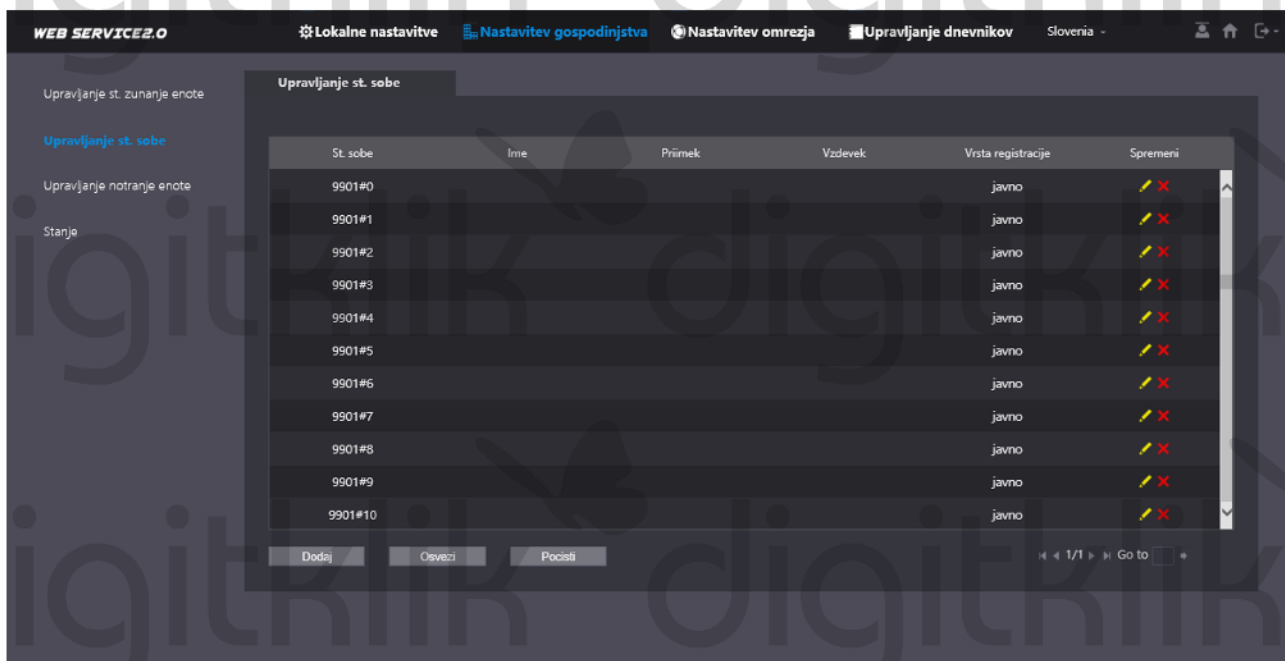 WEB SERVICE2.0 Lokalne nastavitve Nastavitev gospodinjstva Nastavitev omrezja Upravljanje dnevnikov Slovenia
Upravljanje st. zunanje enote
Upravljanje st. sobe
Upravljanje notranje enote
Stanje
Upravljanje st. sobe
St. sobe Ime Priimek Vzdevek Vrsta registracije Spremeni
9901#0 javno
9901#1 javno
9901#2 javno
9901#3 javno
9901#4 javno
9901#5 javno
9901#6 javno
9901#7 javno
9901#8 javno
9901#9 javno
9901#10 javno
Dodaj Osvezi Pocisti 1/1 Go to
digitklik